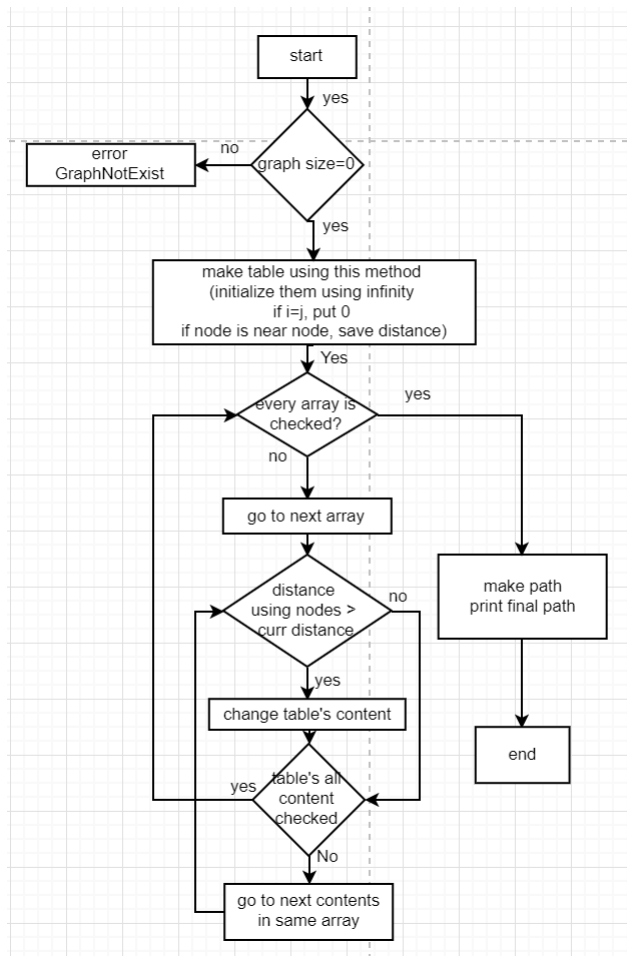 start
yes
graph size=0
no
error
GraphNotExist
yes
make table using this method
(initialize them using infinity
if i=j, put 0
if node is near node, save distance)
Yes
every array is
checked?
yes
no
go to next array
make path
print final path
distance
using nodes >
curr distance
no
yes
change table's content
end
table's all
content
checked
yes
No
go to next contents
in same array